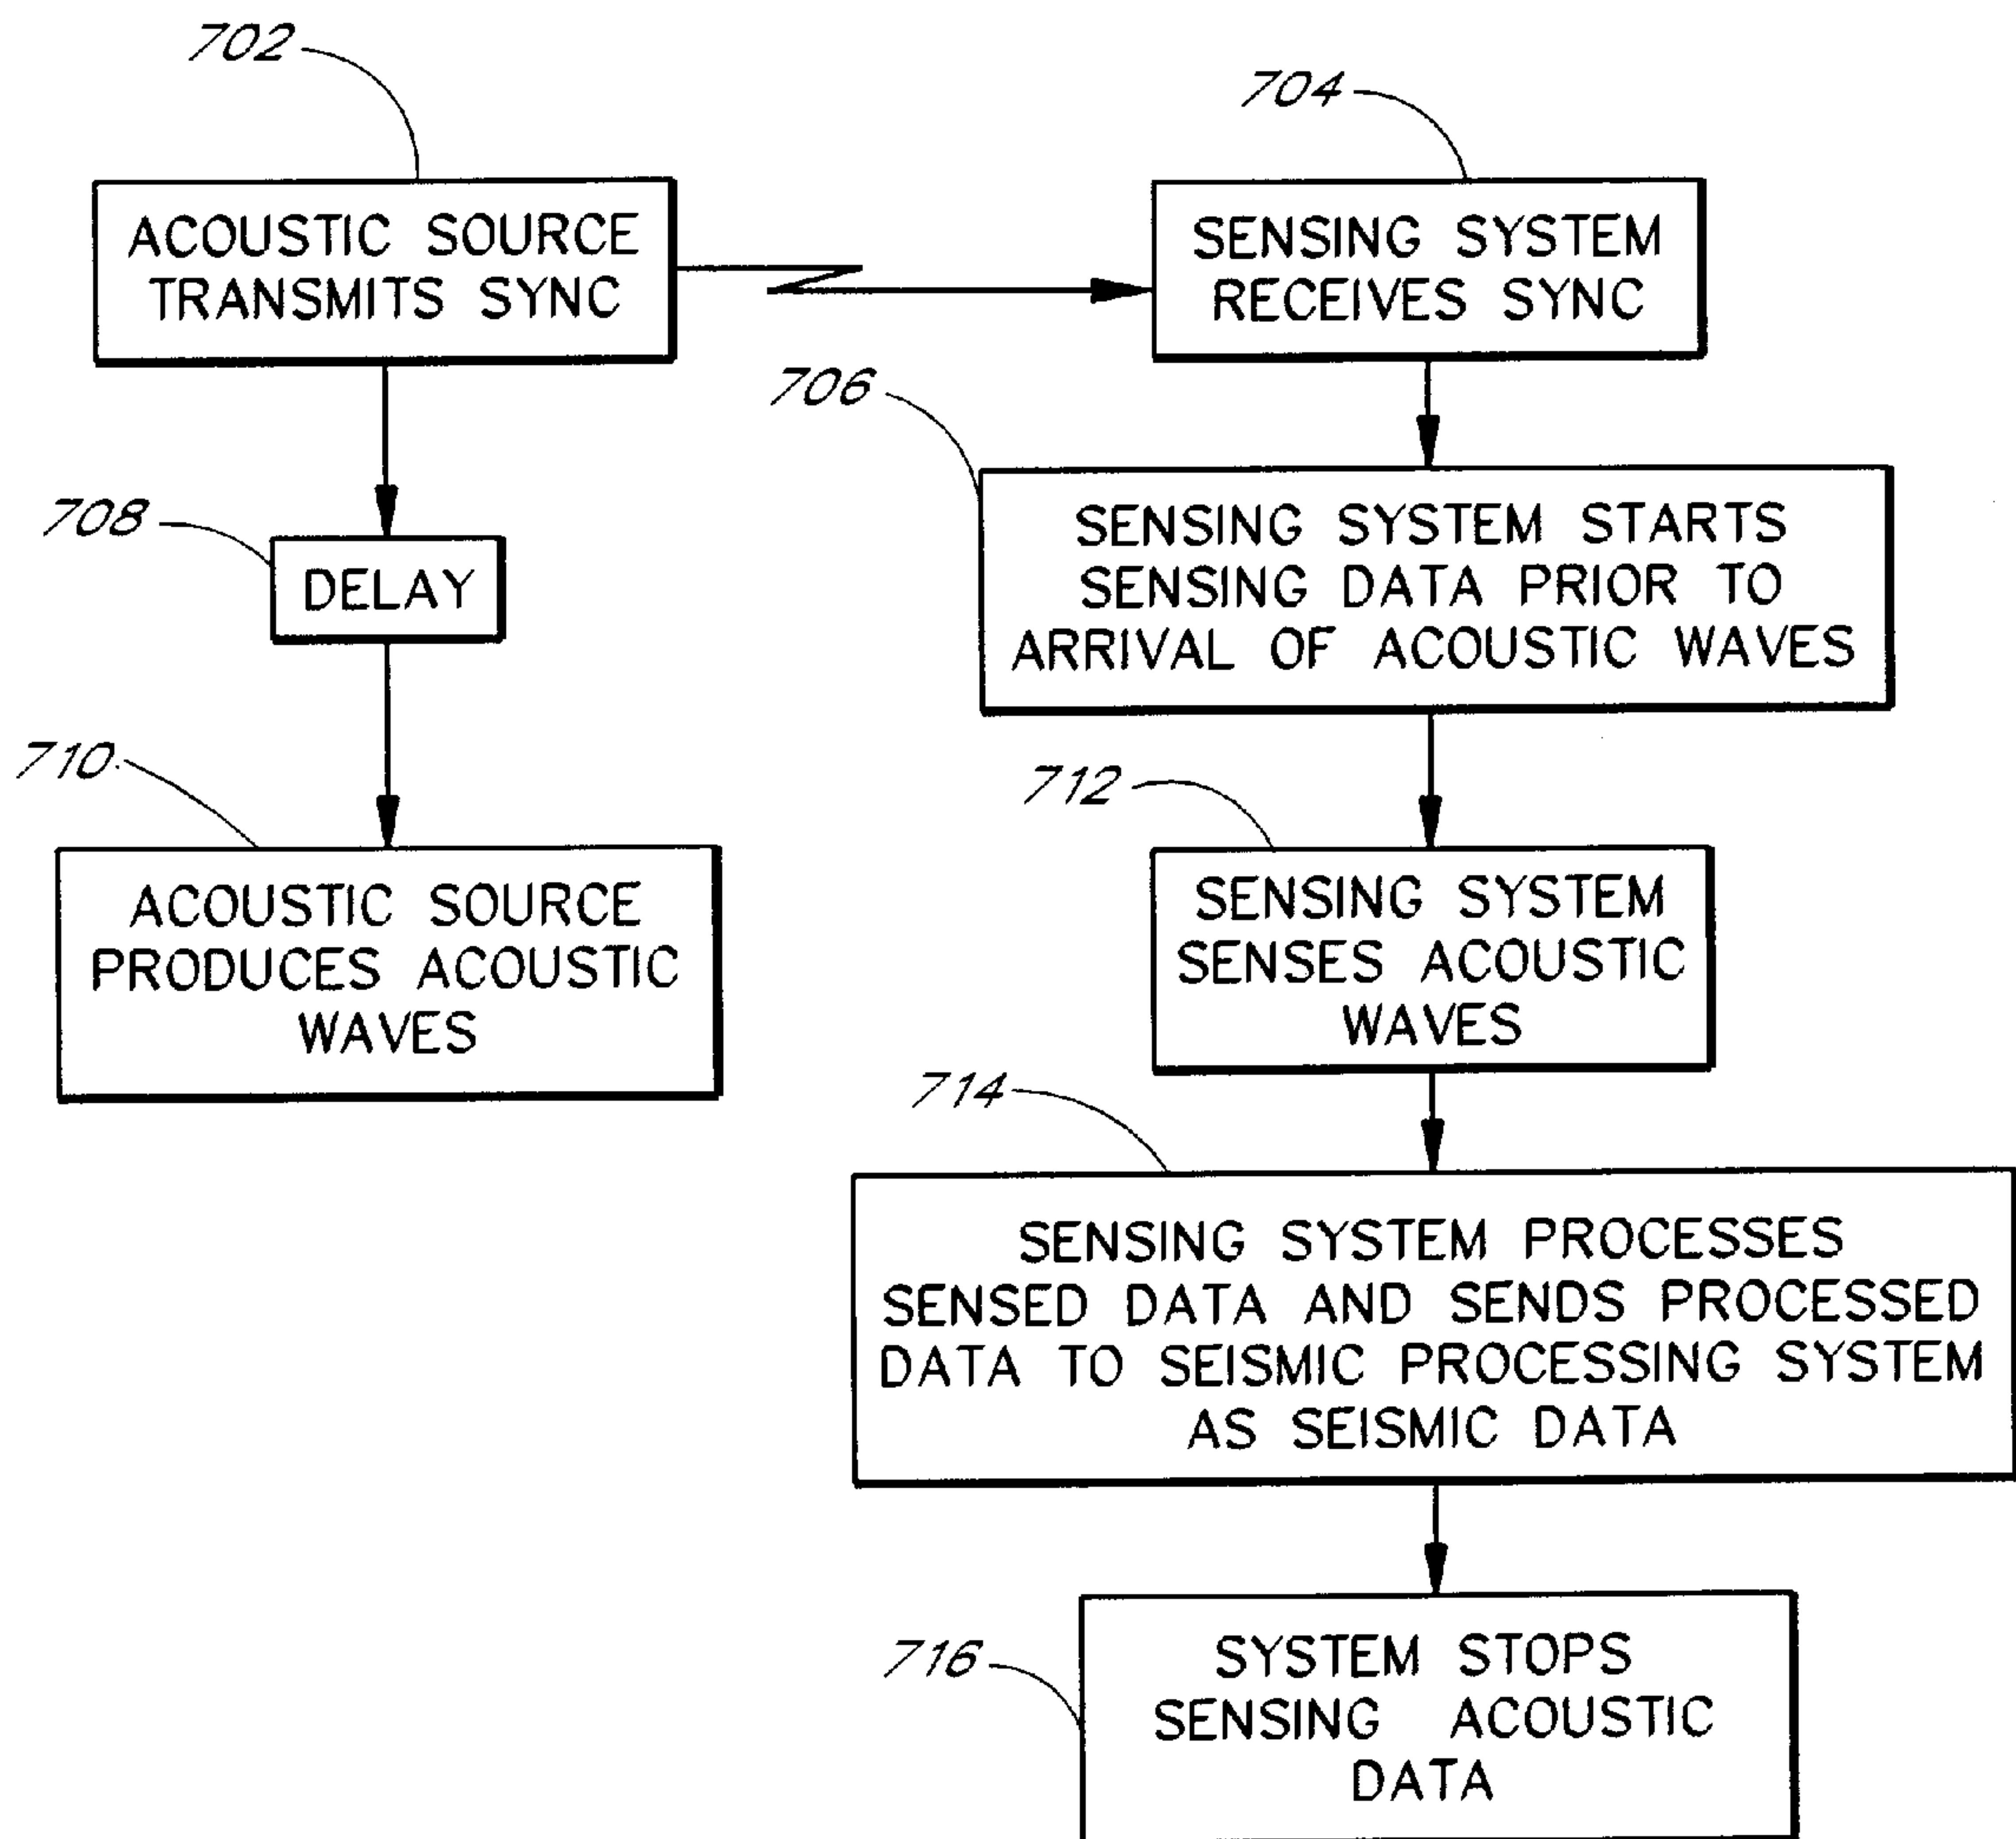 702
ACOUSTIC SOURCE
TRANSMITS SYNC
704
SENSING SYSTEM
RECEIVES SYNC
706
SENSING SYSTEM STARTS
SENSING DATA PRIOR TO
ARRIVAL OF ACOUSTIC WAVES
708
DELAY
710
ACOUSTIC SOURCE
PRODUCES ACOUSTIC
WAVES
712
SENSING SYSTEM
SENSES ACOUSTIC
WAVES
714
SENSING SYSTEM PROCESSES
SENSED DATA AND SENDS PROCESSED
DATA TO SEISMIC PROCESSING SYSTEM
AS SEISMIC DATA
716
SYSTEM STOPS
SENSING ACOUSTIC
DATA